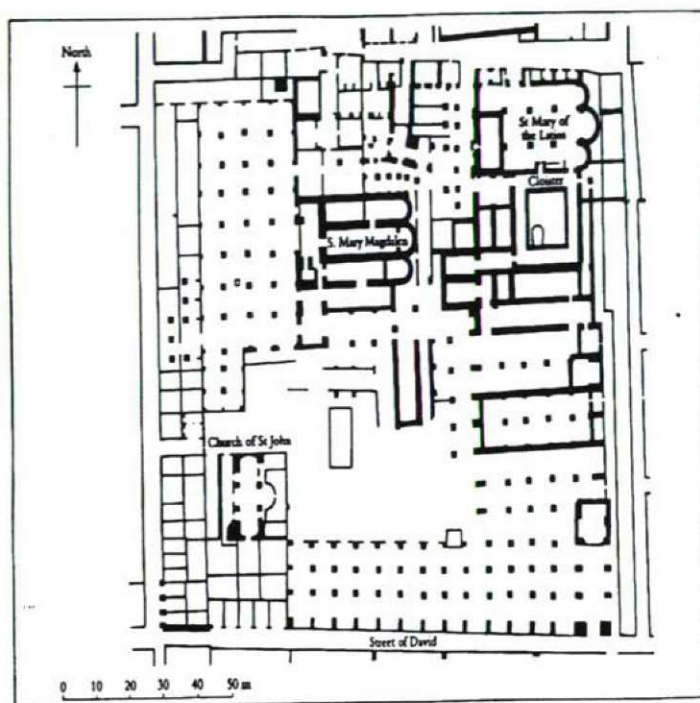 North
St Mary of
the Latins
Cloister
S. Mary Magdalen
Church of St John
Street of David
0 10 20 30 40 50 m